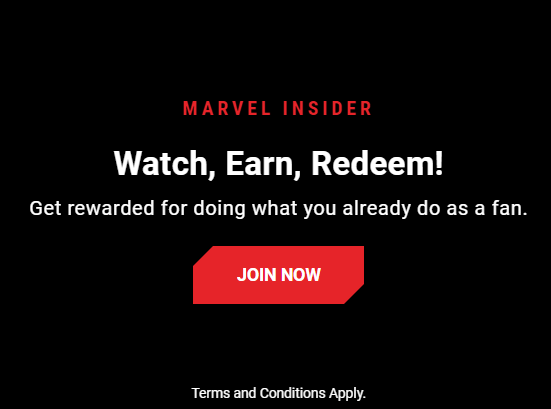 MARVEL INSIDER
Watch, Earn, Redeem!
Get rewarded for doing what you already do as a fan.
JOIN NOW
Terms and Conditions Apply.